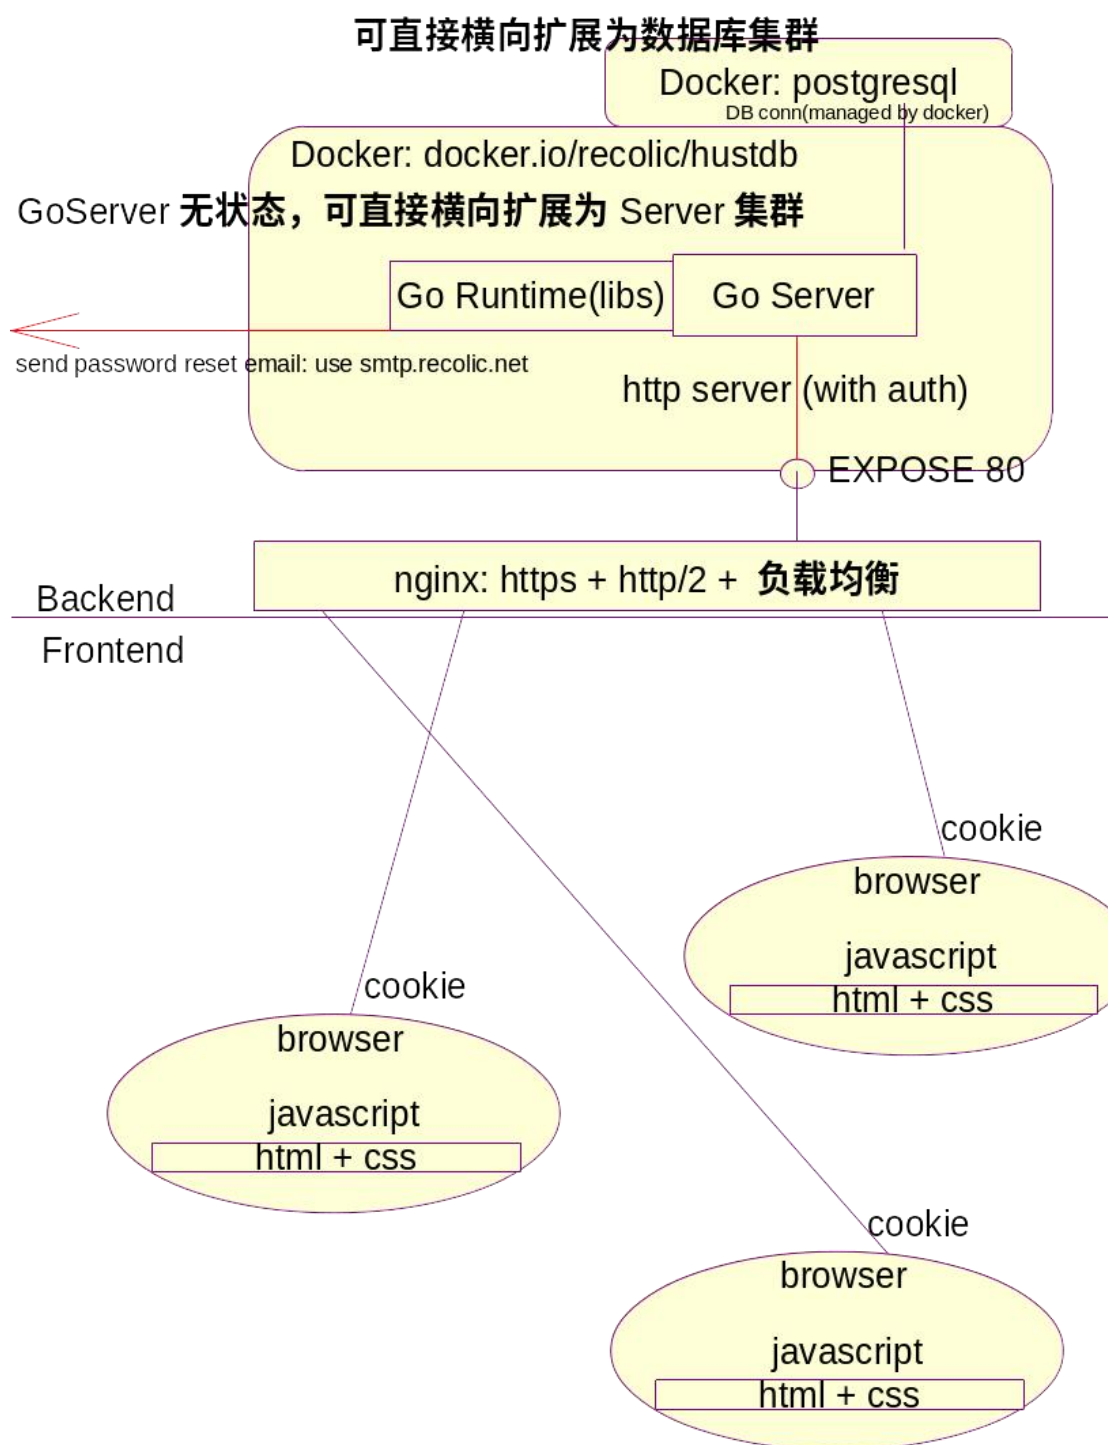 可直接横向扩展为数据库集群
Docker: postgresql
DB conn(managed by docker)
Docker: docker.io/recolic/hustdb
GoServer 无状态，可直接横向扩展为 Server 集群
Go Runtime(libs)
Go Server
send password reset email: use smtp.recolic.net
http server (with auth)
EXPOSE 80
nginx: https + http/2 + 负载均衡
Backend
Frontend
cookie
browser
javascript
html + css
cookie
browser
javascript
html + css
cookie
browser
javascript
html + css